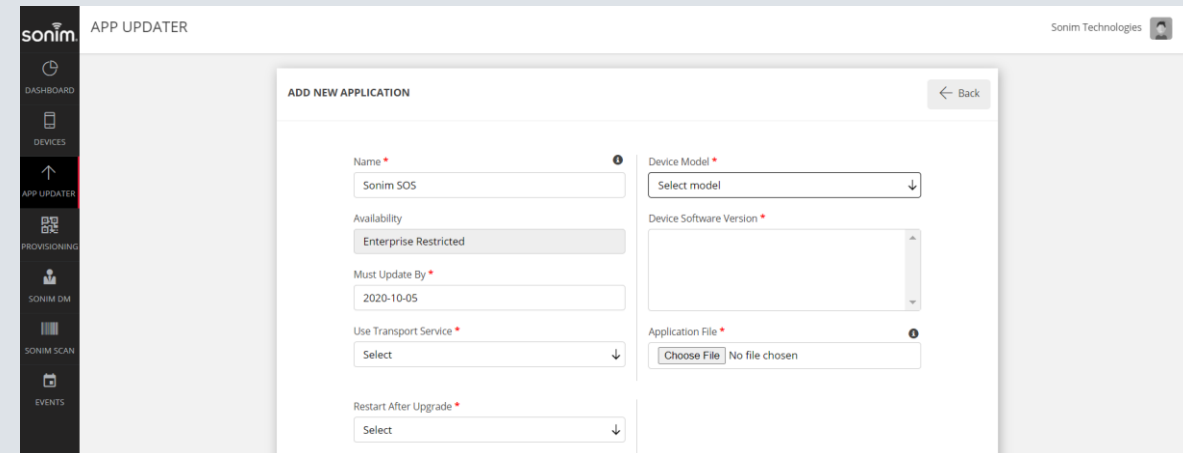 sonim
APP UPDATER
Sonim Technologies
DASHBOARD
DEVICES
APP UPDATER
PROVISIONING
SONIM DM
SONIM SCAN
EVENTS
ADD NEW APPLICATION
Back
Name *
Sonim SOS
Availability
Enterprise Restricted
Must Update By *
2020-10-05
Use Transport Service *
Select
Restart After Upgrade *
Select
Device Model *
Select model
Device Software Version *
Application File *
Choose File No file chosen